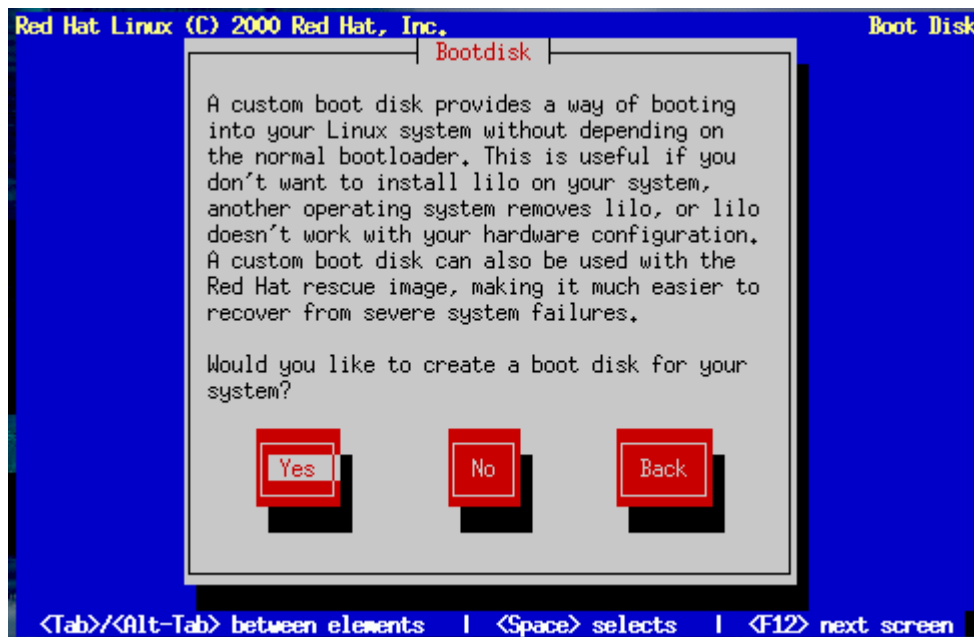 Red Hat Linux (C) 2000 Red Hat, Inc. Boot Disk
Bootdisk
A custom boot disk provides a way of booting
into your Linux system without depending on
the normal bootloader. This is useful if you
don't want to install lilo on your system,
another operating system removes lilo, or lilo
doesn't work with your hardware configuration.
A custom boot disk can also be used with the
Red Hat rescue image, making it much easier to
recover from severe system failures.
Would you like to create a boot disk for your
system?
Yes No Back
<Tab>/<Alt-Tab> between elements | <Space> selects | <F12> next screen